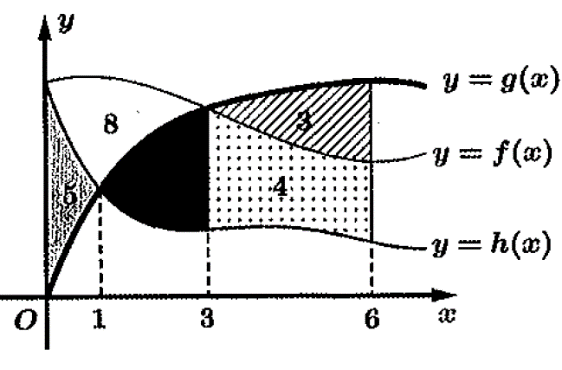 y
y = g(x)
8
3
y = f(x)
5
4
y = h(x)
O 1 3 6 x